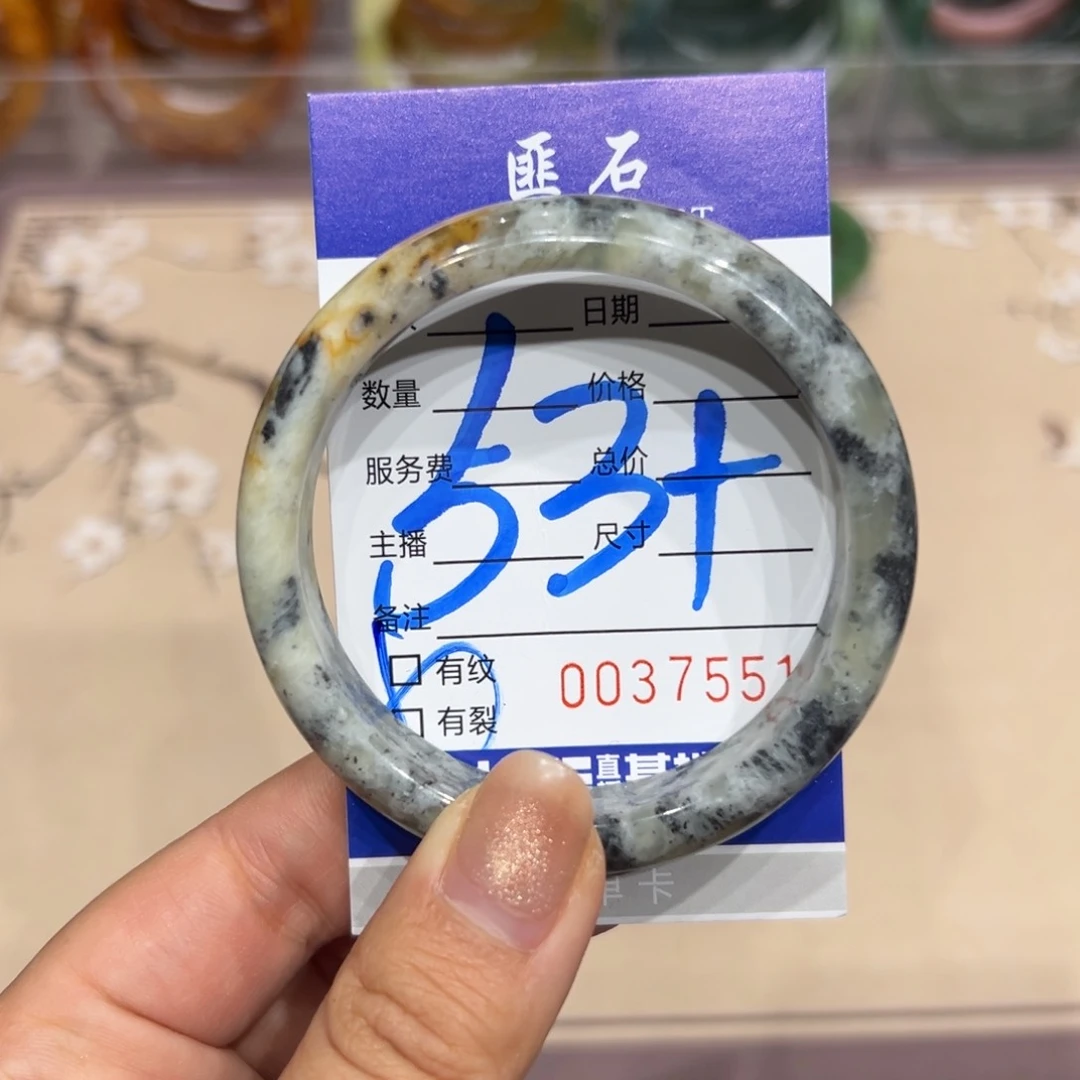 匪石
日期
数量 价格
服务费 总价
主播 尺寸
备注
53+
有纹
0037551
有裂
卡